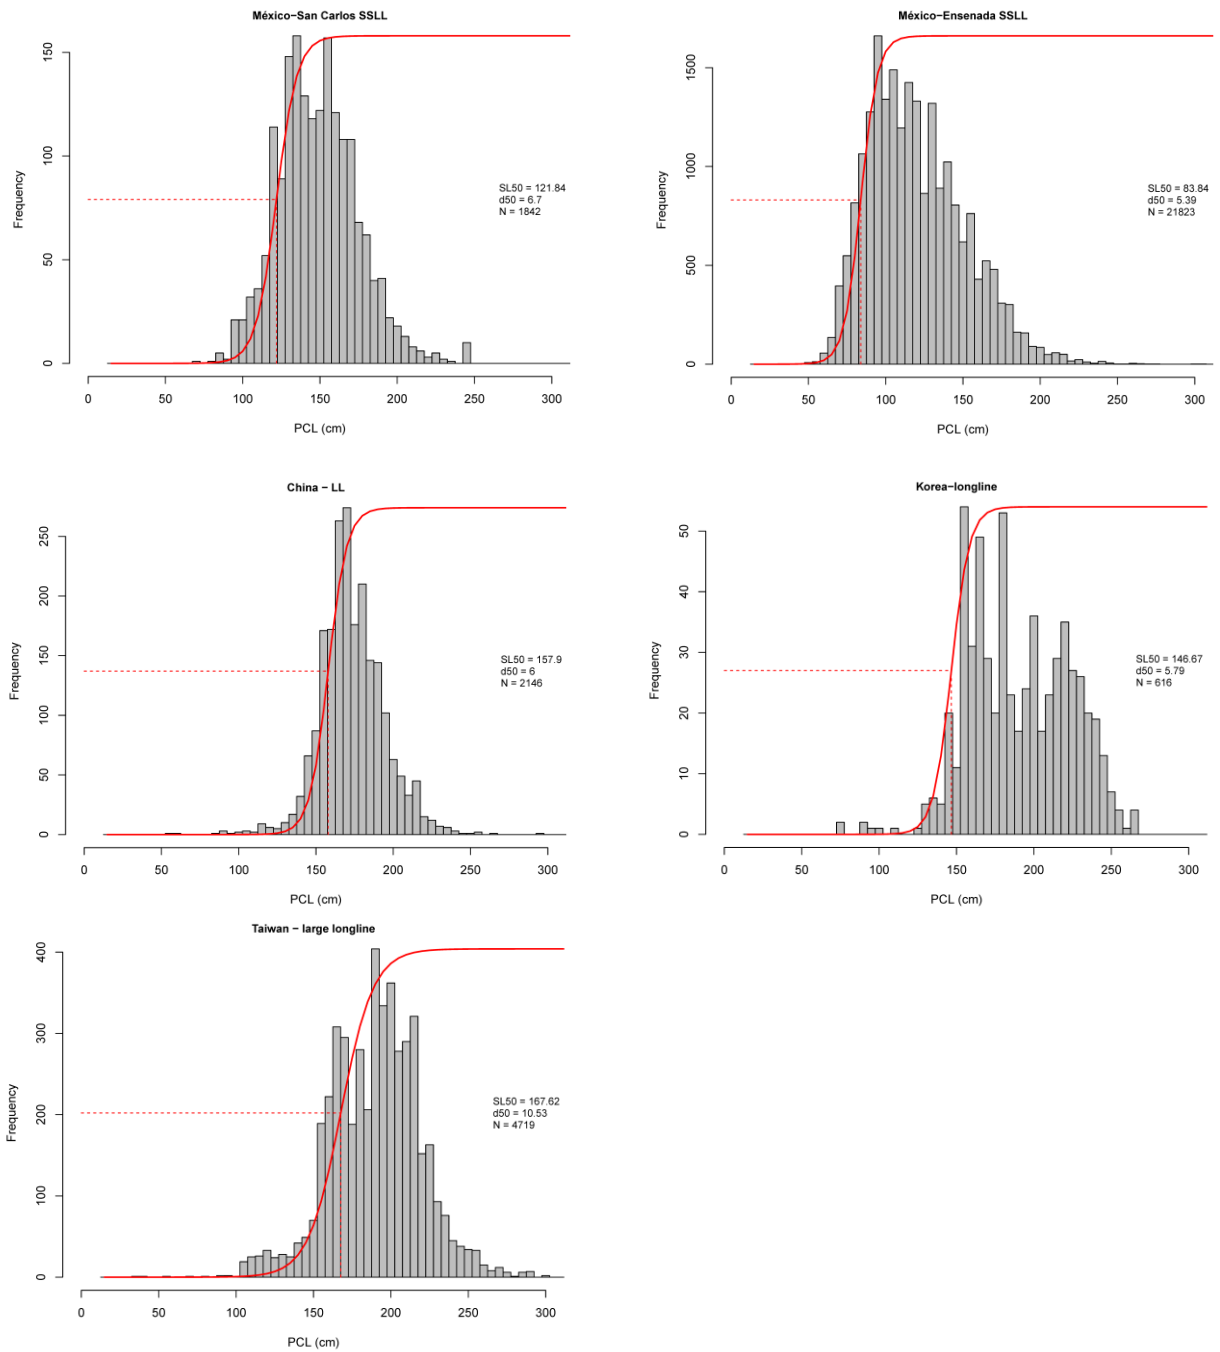 México−San Carlos SSLL
Frequency
0
50
100
150
SL50 = 121.84
d50 = 6.7
N = 1842
0 50 100 150 200 250 300
PCL (cm)
México−Ensenada SSLL
Frequency
0
500
1000
1500
SL50 = 83.84
d50 = 5.39
N = 21823
0 50 100 150 200 250 300
PCL (cm)
China − LL
Frequency
0
50
100
150
200
250
SL50 = 157.9
d50 = 6
N = 2146
0 50 100 150 200 250 300
PCL (cm)
Korea−longline
Frequency
0
10
20
30
40
50
SL50 = 146.67
d50 = 5.79
N = 616
0 50 100 150 200 250 300
PCL (cm)
Taiwan − large longline
Frequency
0
100
200
300
400
SL50 = 167.62
d50 = 10.53
N = 4719
0 50 100 150 200 250 300
PCL (cm)